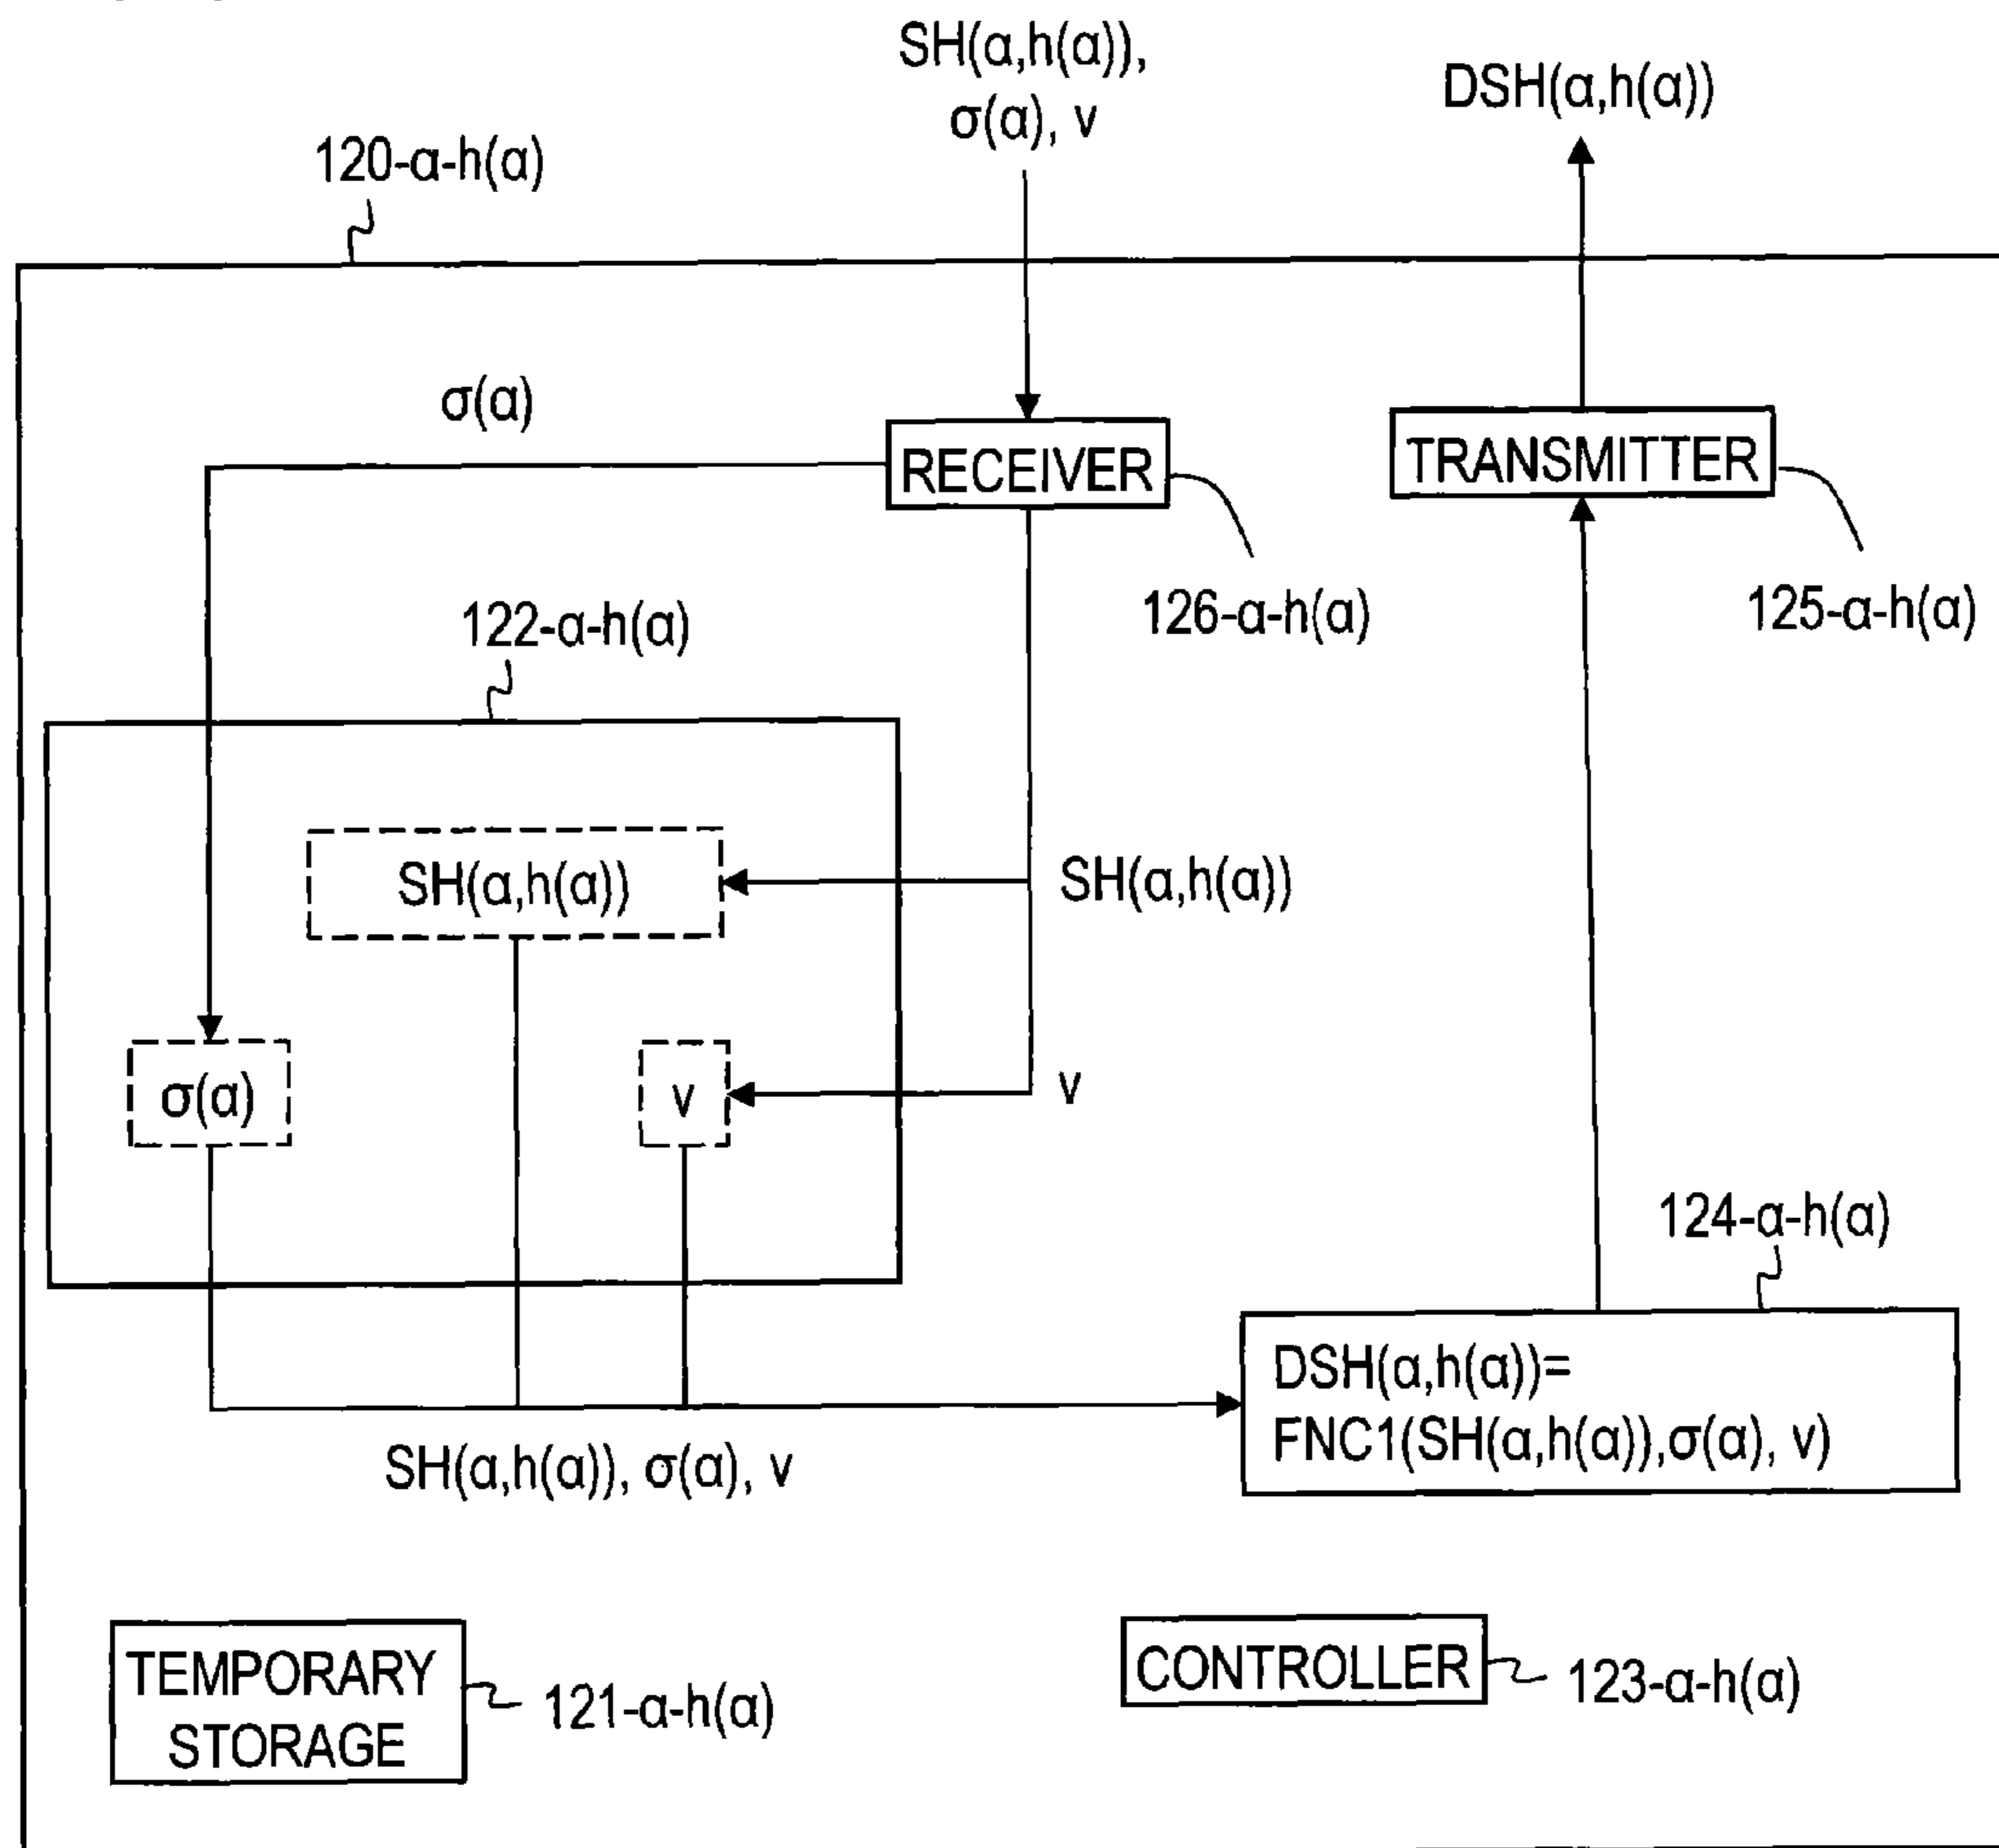 SH(α,h(α)),
σ(α), ν
DSH(α,h(α))
120-α-h(α)
σ(α)
RECEIVER
TRANSMITTER
126-α-h(α)
125-α-h(α)
122-α-h(α)
SH(α,h(α))
SH(α,h(α))
σ(α)
ν
ν
124-α-h(α)
DSH(α,h(α))=
FNC1(SH(α,h(α)),σ(α), ν)
SH(α,h(α)), σ(α), ν
TEMPORARY
STORAGE
121-α-h(α)
CONTROLLER
123-α-h(α)